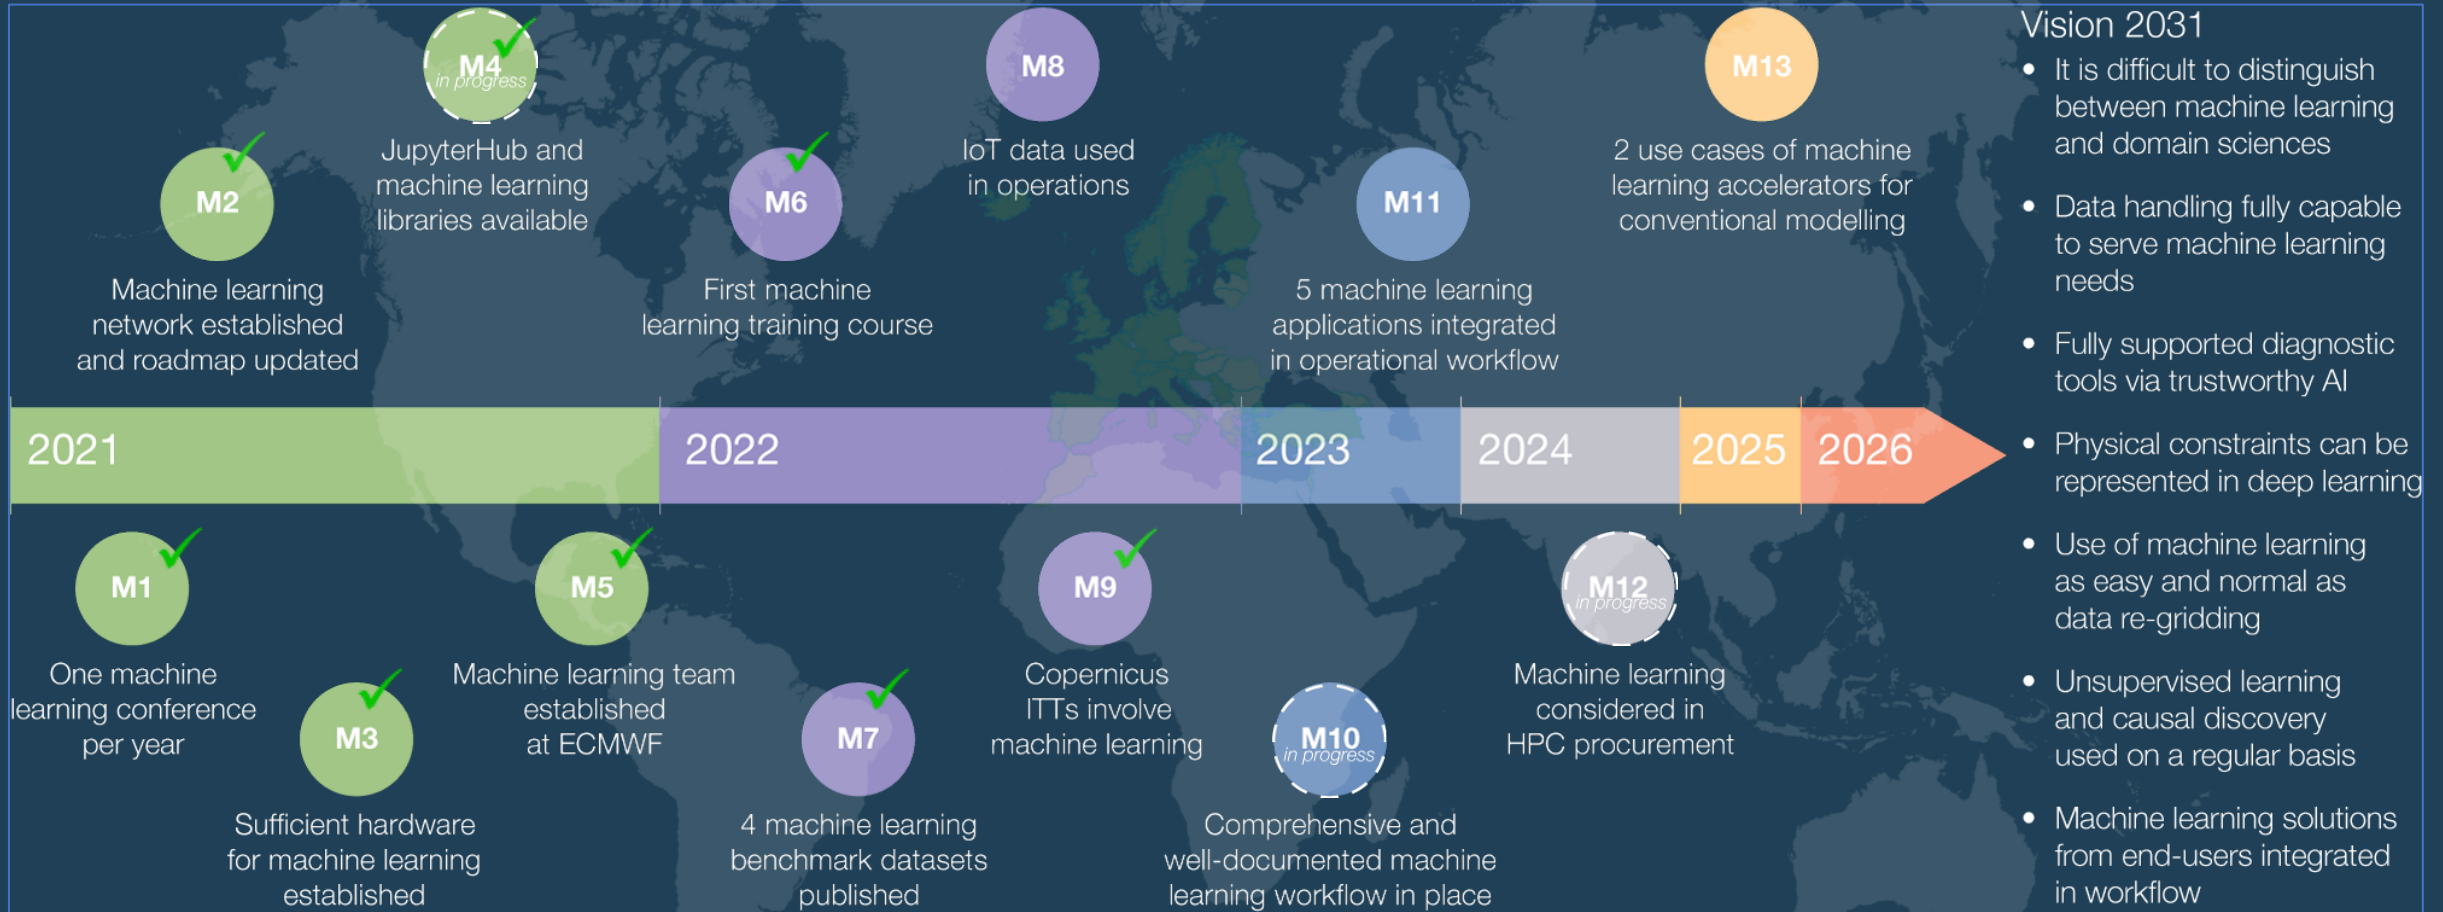 M4
in progress
JupyterHub and
machine learning
libraries available
M8
IoT data used
in operations
M13
2 use cases of machine
learning accelerators for
conventional modelling
M2
Machine learning
network established
and roadmap updated
M6
First machine
learning training course
M11
5 machine learning
applications integrated
in operational workflow
2021
2022
2023
2024
2025
2026
M1
One machine
learning conference
per year
M5
Machine learning team
established
at ECMWF
M9
Copernicus
ITTs involve
machine learning
M12
in progress
Machine learning
considered in
HPC procurement
M3
Sufficient hardware
for machine learning
established
M7
4 machine learning
benchmark datasets
published
M10
in progress
Comprehensive and
well-documented machine
learning workflow in place
Vision 2031
• It is difficult to distinguish
between machine learning
and domain sciences
• Data handling fully capable
to serve machine learning
needs
• Fully supported diagnostic
tools via trustworthy AI
• Physical constraints can be
represented in deep learning
• Use of machine learning
as easy and normal as
data re-gridding
• Unsupervised learning
and causal discovery
used on a regular basis
• Machine learning solutions
from end-users integrated
in workflow